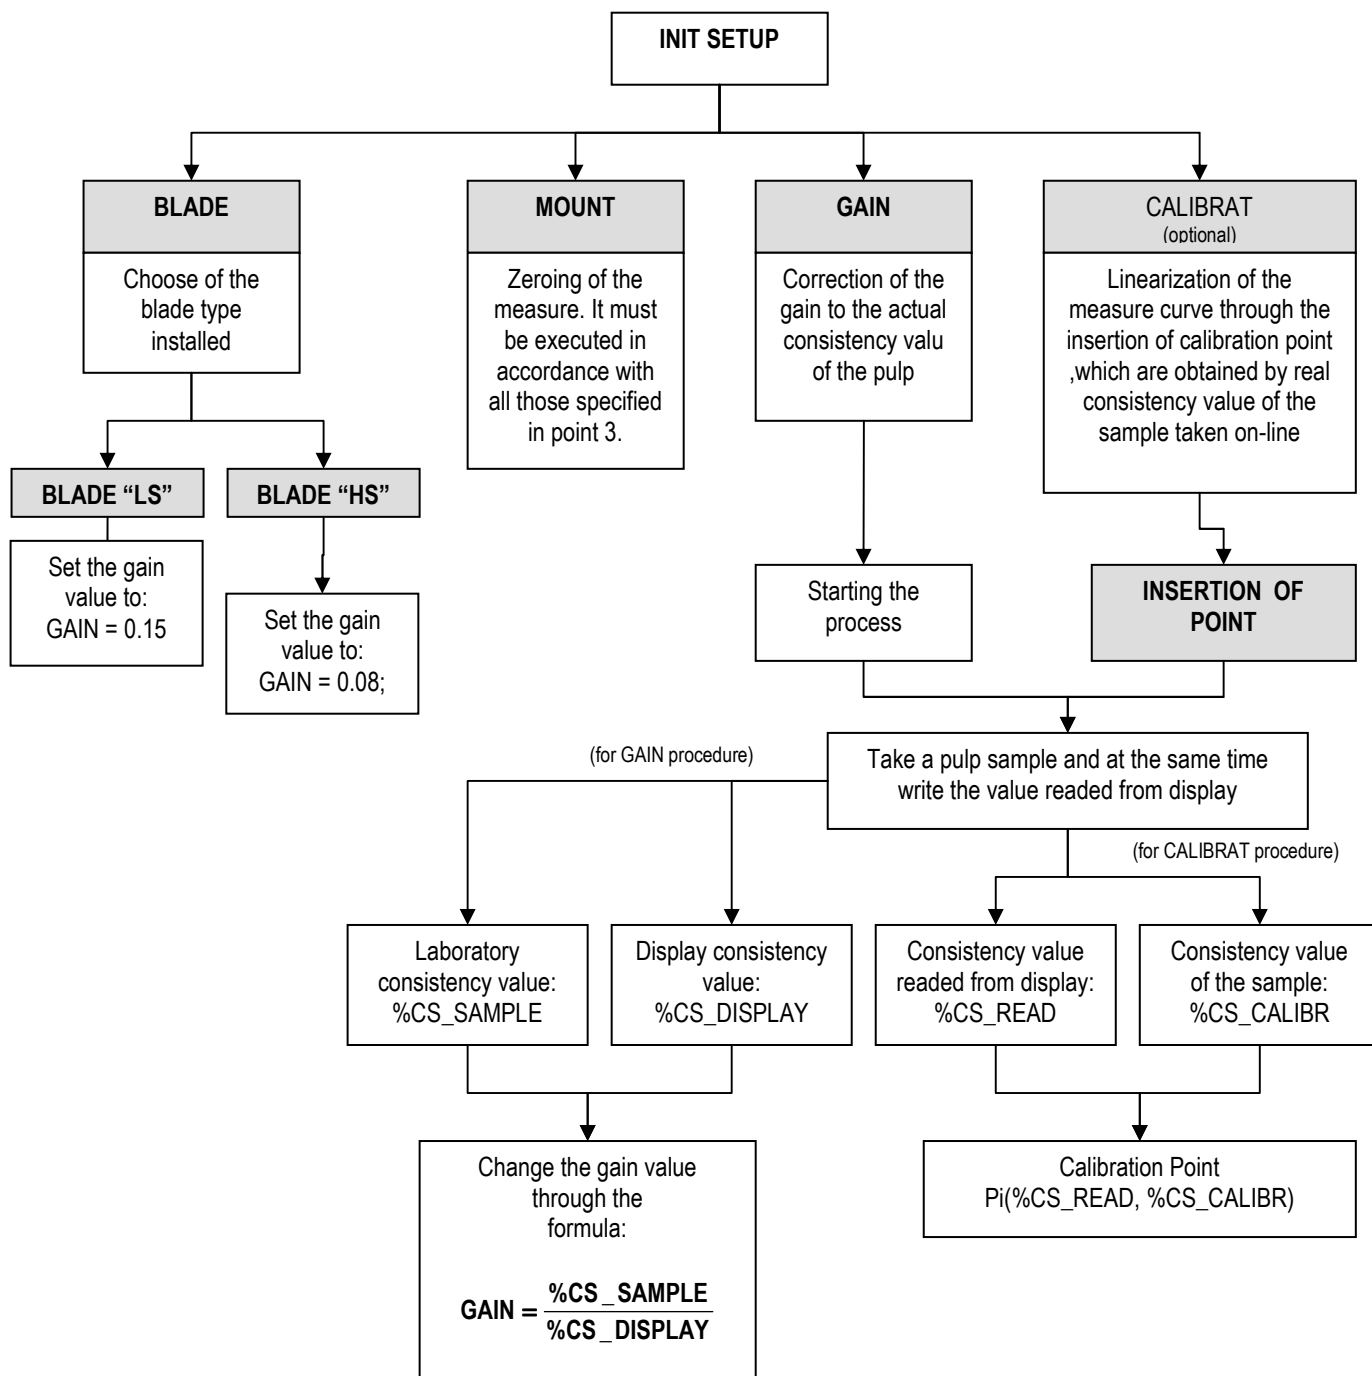 INIT SETUP
BLADE
Choose of the
blade type
installed
MOUNT
Zeroing of the
measure. It must
be executed in
accordance with
all those specified
in point 3.
GAIN
Correction of the
gain to the actual
consistency valu
of the pulp
CALIBRAT
(optional)
Linearization of the
measure curve through the
insertion of calibration point
,which are obtained by real
consistency value of the
sample taken on-line
BLADE “LS”
Set the gain
value to:
GAIN = 0.15
BLADE “HS”
Set the gain
value to:
GAIN = 0.08;
Starting the
process
INSERTION OF
POINT
Take a pulp sample and at the same time
write the value readed from display
(for GAIN procedure)
(for CALIBRAT procedure)
Laboratory
consistency value:
%CS_SAMPLE
Display consistency
value:
%CS_DISPLAY
Consistency value
readed from display:
%CS_READ
Consistency value
of the sample:
%CS_CALIBR
Change the gain value
through the
formula:
GAIN = %CS_SAMPLE
%CS_DISPLAY
Calibration Point
Pi(%CS_READ, %CS_CALIBR)